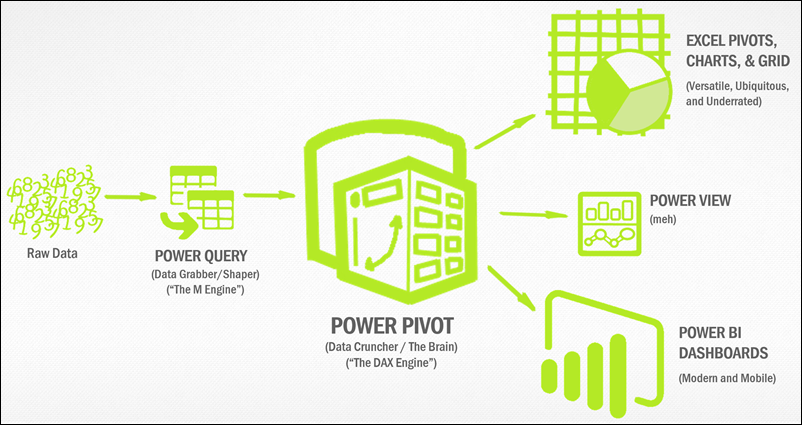 Raw Data
POWER QUERY
(Data Grabber/Shaper)
("The M Engine")
POWER PIVOT
(Data Cruncher / The Brain)
("The DAX Engine")
EXCEL PIVOTS,
CHARTS, & GRID
(Versatile, Ubiquitous,
and Underrated)
POWER VIEW
(meh)
POWER BI
DASHBOARDS
(Modern and Mobile)